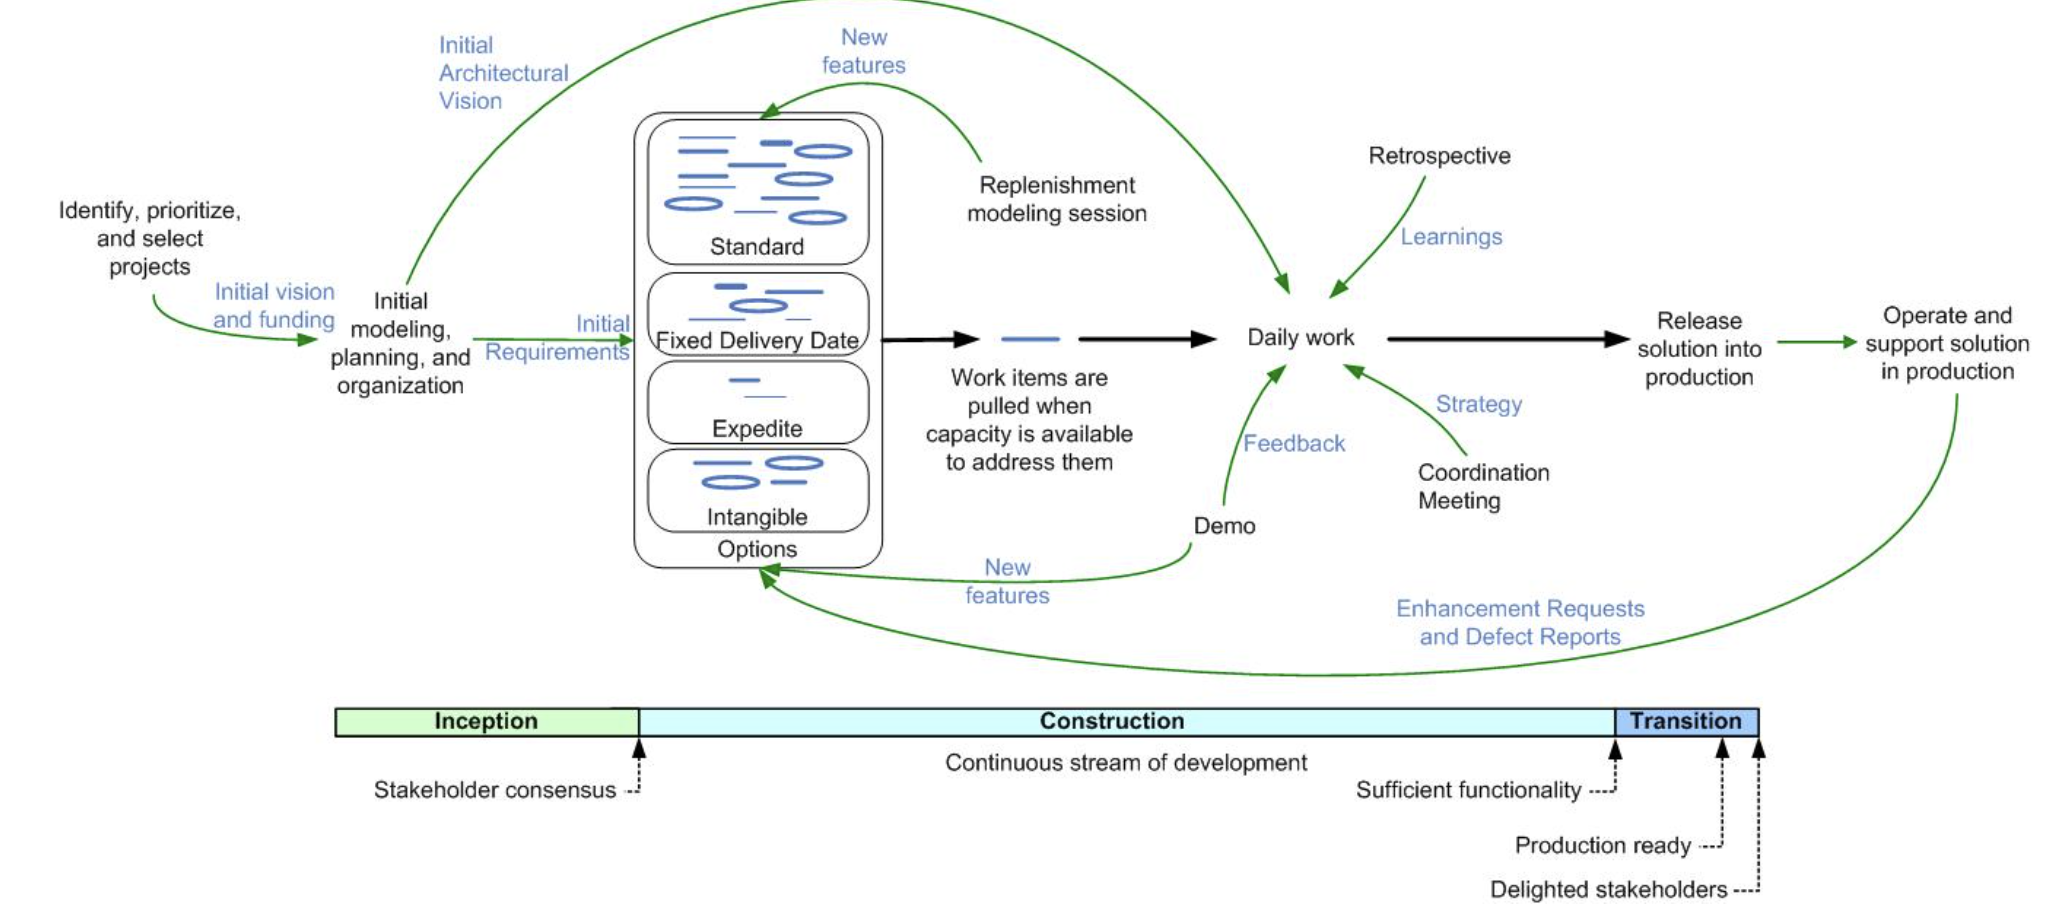 Initial
Architectural
Vision
New
features
Retrospective
Replenishment
modeling session
Learnings
Identify, prioritize,
and select
projects
Initial vision
and funding
Initial
modeling,
planning, and
organization
Initial
Requirements
Standard
Fixed Delivery Date
Expedite
Intangible
Options
Work items are
pulled when
capacity is available
to address them
Daily work
Strategy
Feedback
Coordination
Meeting
Demo
New
features
Release
solution into
production
Operate and
support solution
in production
Enhancement Requests
and Defect Reports
Inception
Construction
Transition
Continuous stream of development
Stakeholder consensus
Sufficient functionality
Production ready
Delighted stakeholders